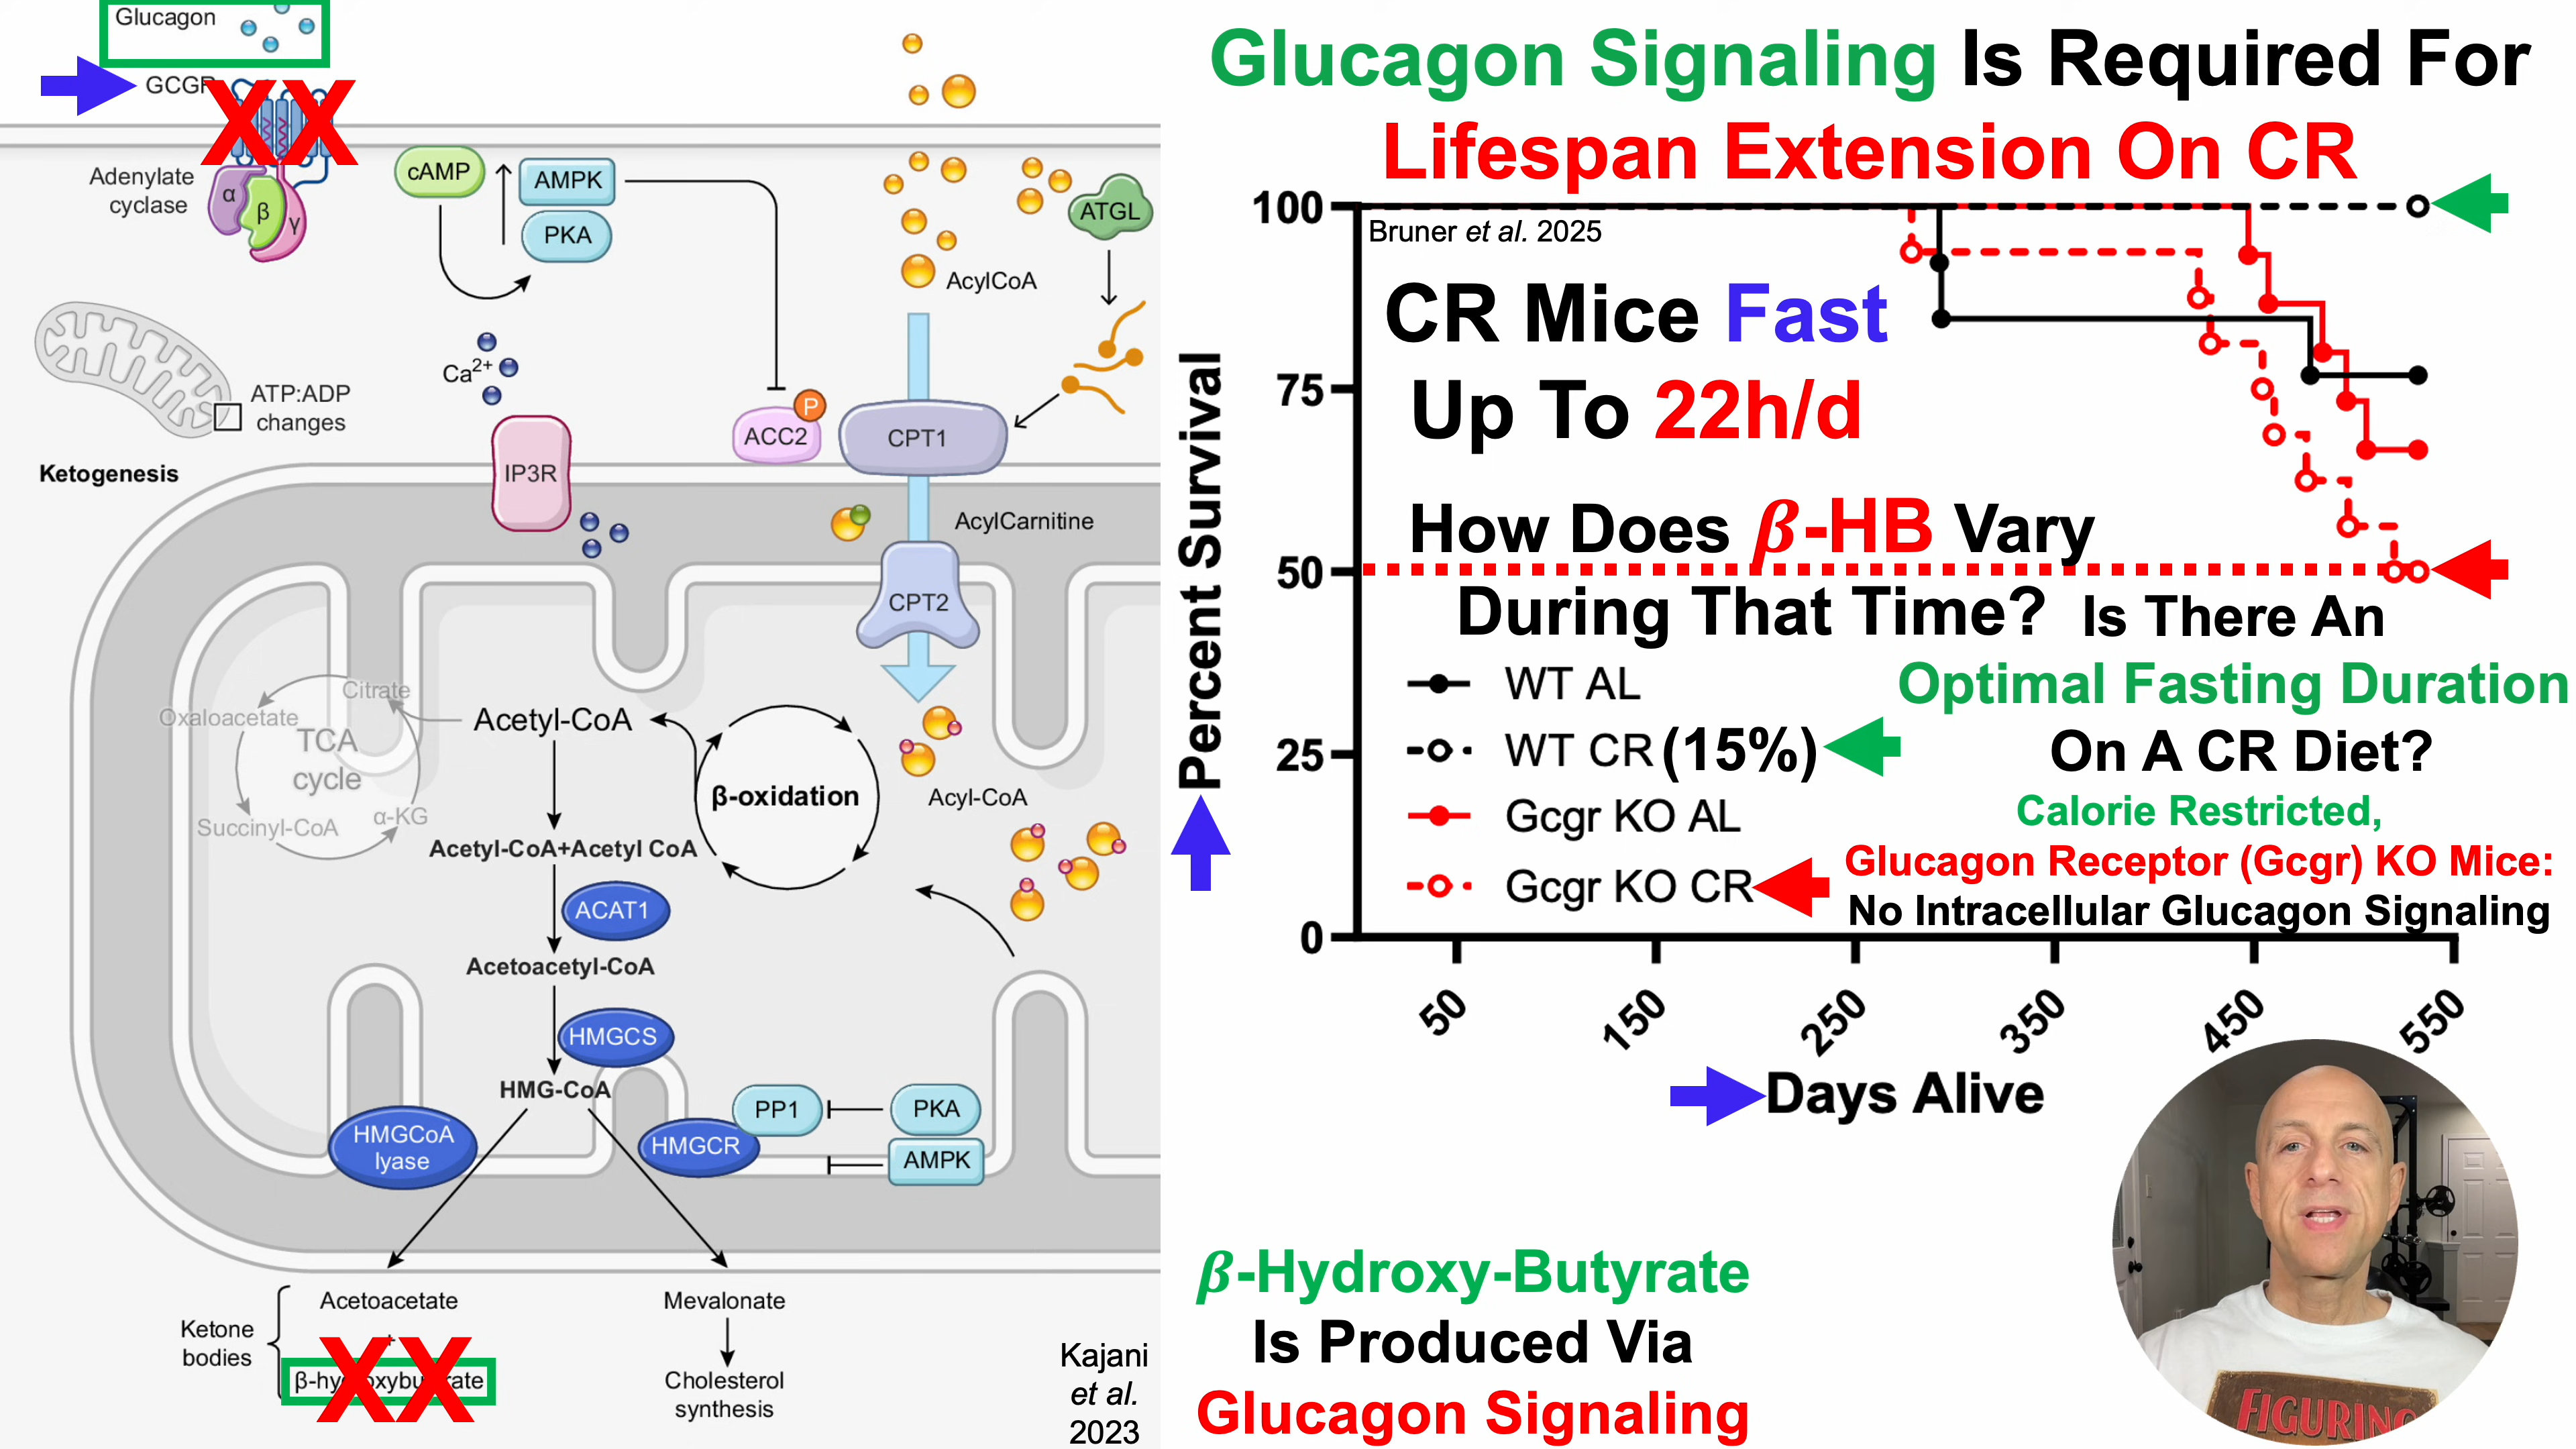 Glucagon
GCGR
Adenylate
cyclase
α
β
γ
cAMP
AMPK
PKA
ATGL
AcylCoA
Ca2+
ATP:ADP
changes
Ketogenesis
IP3R
P
ACC2
CPT1
AcylCarnitine
CPT2
Citrate
Oxaloacetate
TCA
cycle
Succinyl-CoA
α-KG
Acetyl-CoA
β-oxidation
Acyl-CoA
Acetyl-CoA+Acetyl CoA
ACAT1
Acetoacetyl-CoA
HMGCS
HMG-CoA
HMGCoA
lyase
HMGCR
PP1
PKA
AMPK
Ketone
bodies
Acetoacetate
+
β-hydroxybutyrate
Mevalonate
Cholesterol
synthesis
Kajani
et al.
2023
Glucagon Signaling Is Required For
Lifespan Extension On CR
Bruner et al. 2025
CR Mice Fast
Up To 22h/d
How Does β-HB Vary
During That Time?
Is There An
Optimal Fasting Duration
On A CR Diet?
Calorie Restricted,
Glucagon Receptor (Gcgr) KO Mice:
No Intracellular Glucagon Signaling
Percent Survival
100
75
50
25
0
WT AL
WT CR (15%)
Gcgr KO AL
Gcgr KO CR
50
150
250
350
450
550
Days Alive
β-Hydroxy-Butyrate
Is Produced Via
Glucagon Signaling
XX
XX
FIGURING